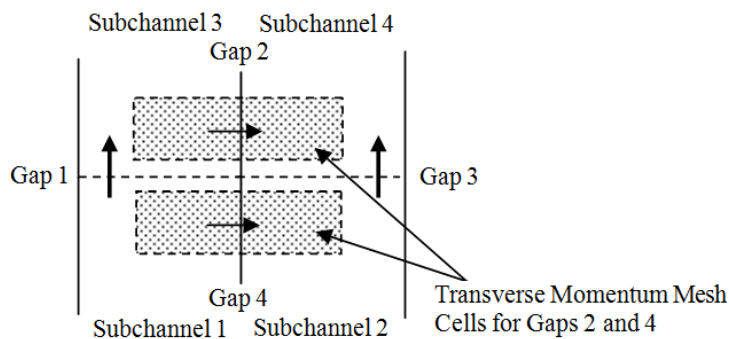 Subchannel 3
Subchannel 4
Gap 2
Gap 1
Gap 3
Gap 4
Subchannel 1
Subchannel 2
Transverse Momentum Mesh
Cells for Gaps 2 and 4